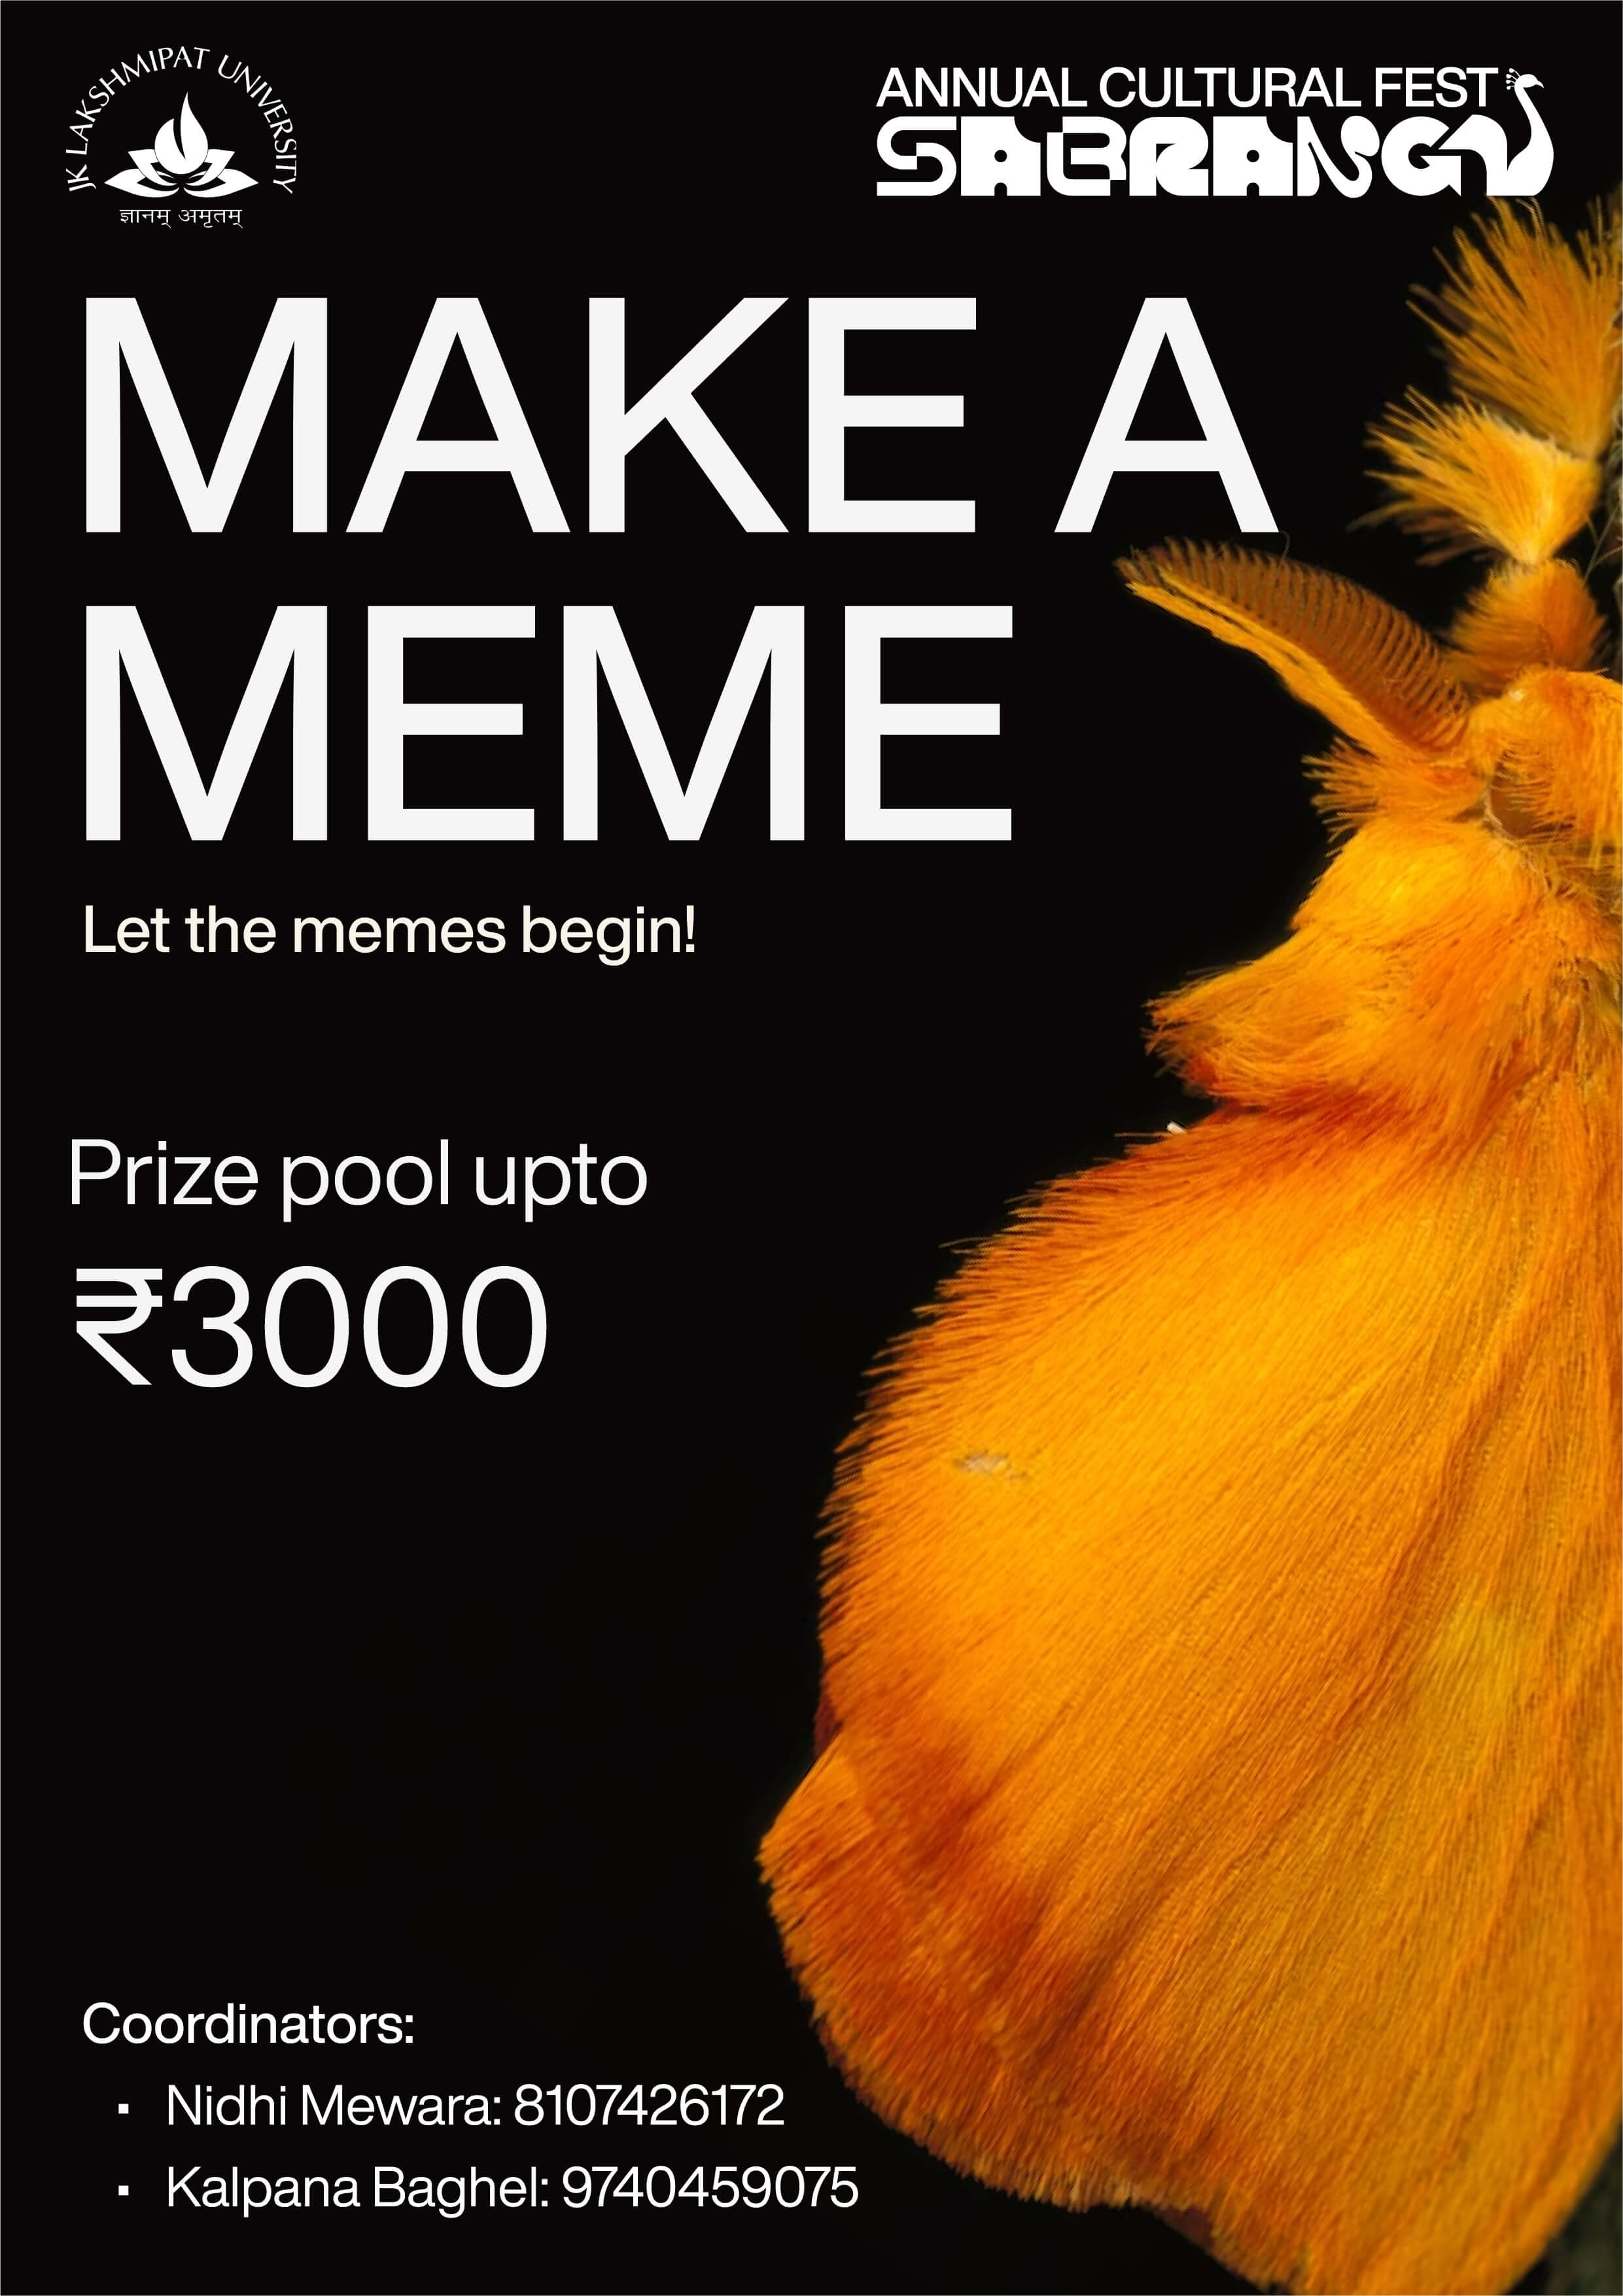 JK LAKSHMIPAT UNIVERSITY
ज्ञानम् अमृतम्
ANNUAL CULTURAL FEST
SABRANG
MAKE A
MEME
Let the memes begin!
Prize pool upto
₹3000
Coordinators:
▪ Nidhi Mewara: 8107426172
▪ Kalpana Baghel: 9740459075